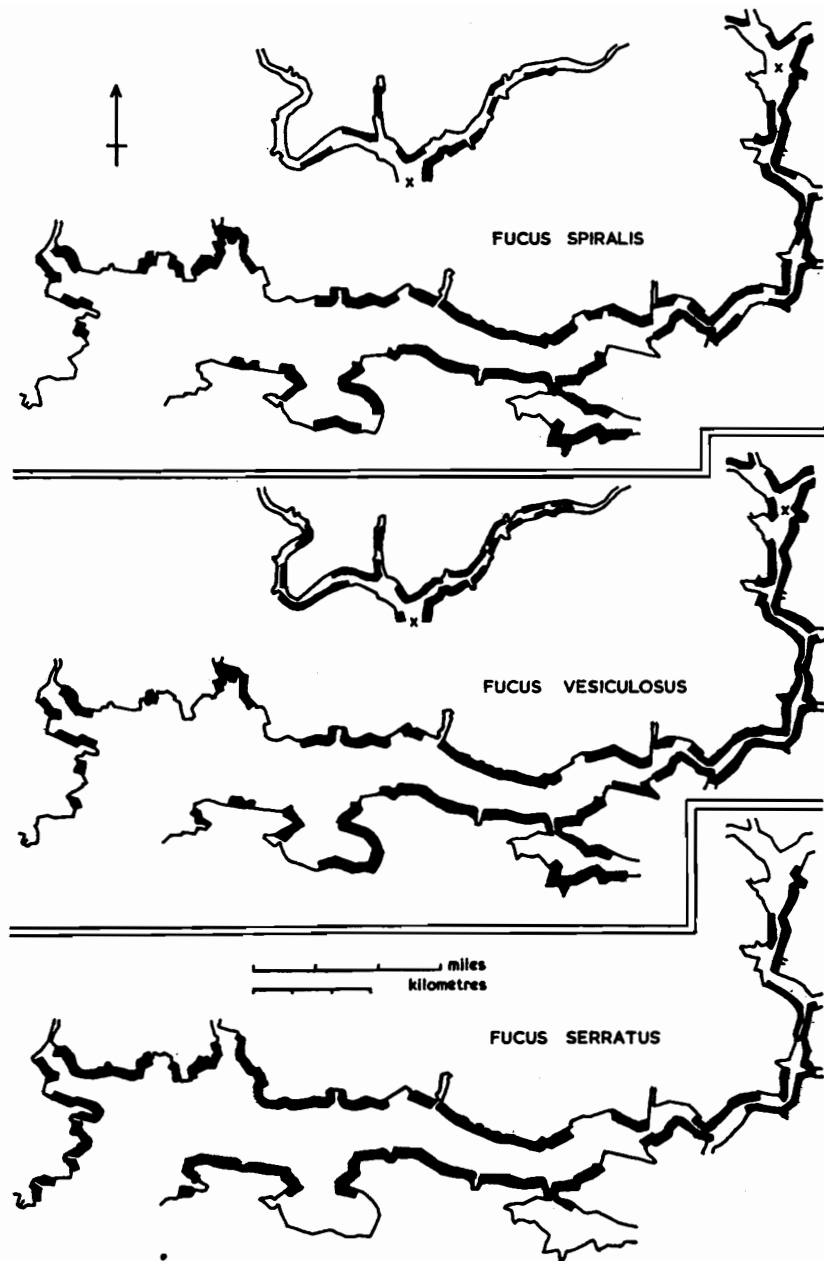 x
x
FUCUS SPIRALIS
x
x
FUCUS VESICULOSUS
miles
kilometres
FUCUS SERRATUS